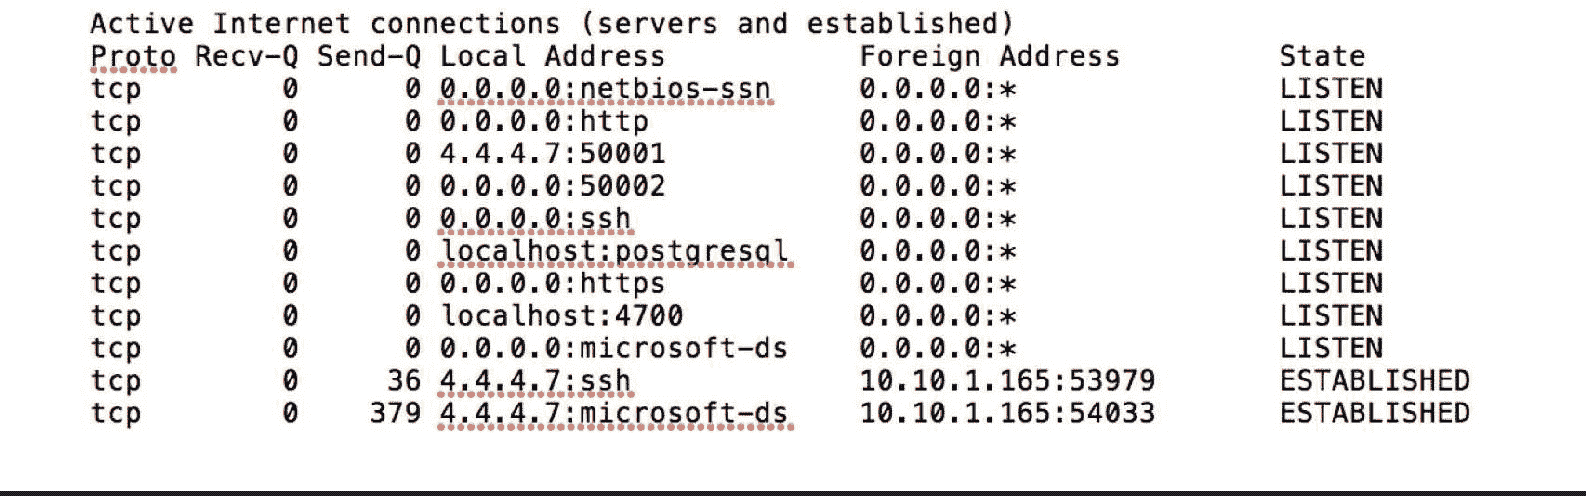 Active Internet connections (servers and established)
Proto Recv-Q Send-Q Local Address Foreign Address State
tcp 0 0 0.0.0.0:netbios-ssn 0.0.0.0:* LISTEN
tcp 0 0 0.0.0.0:http 0.0.0.0:* LISTEN
tcp 0 0 4.4.4.7:50001 0.0.0.0:* LISTEN
tcp 0 0 0.0.0.0:50002 0.0.0.0:* LISTEN
tcp 0 0 0.0.0.0:ssh 0.0.0.0:* LISTEN
tcp 0 0 localhost:postgresql 0.0.0.0:* LISTEN
tcp 0 0 0.0.0.0:https 0.0.0.0:* LISTEN
tcp 0 0 localhost:4700 0.0.0.0:* LISTEN
tcp 0 0 0.0.0.0:microsoft-ds 0.0.0.0:* LISTEN
tcp 0 36 4.4.4.7:ssh 10.10.1.165:53979 ESTABLISHED
tcp 0 379 4.4.4.7:microsoft-ds 10.10.1.165:54033 ESTABLISHED